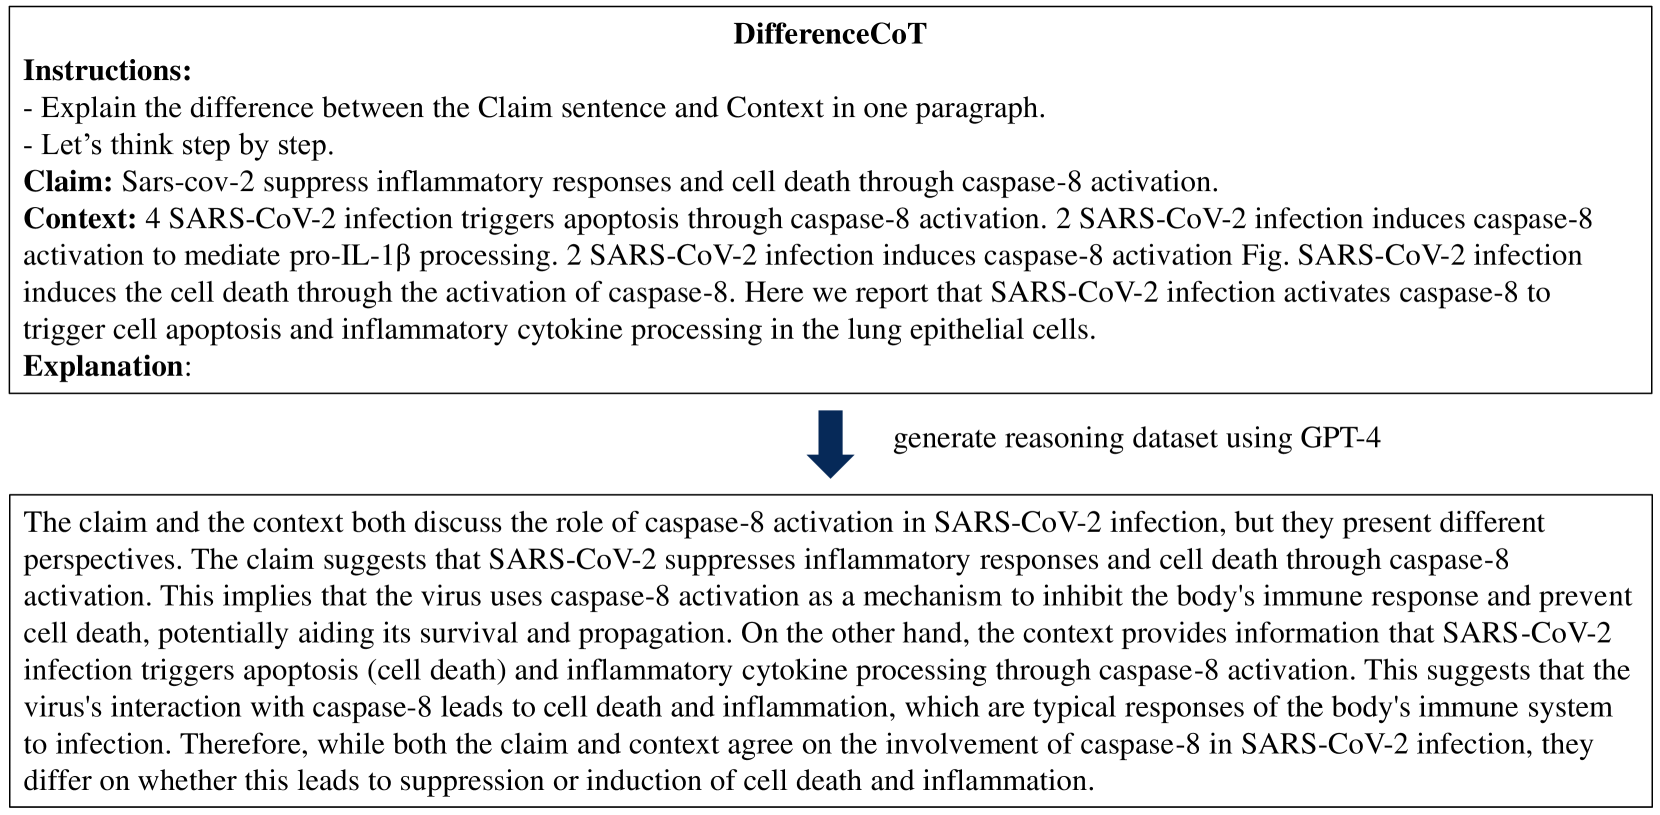 DifferenceCoT
Instructions:
- Explain the difference between the Claim sentence and Context in one paragraph.
- Let’s think step by step.
Claim: Sars-cov-2 suppress inflammatory responses and cell death through caspase-8 activation.
Context: 4 SARS-CoV-2 infection triggers apoptosis through caspase-8 activation. 2 SARS-CoV-2 infection induces caspase-8
activation to mediate pro-IL-1β processing. 2 SARS-CoV-2 infection induces caspase-8 activation Fig. SARS-CoV-2 infection
induces the cell death through the activation of caspase-8. Here we report that SARS-CoV-2 infection activates caspase-8 to
trigger cell apoptosis and inflammatory cytokine processing in the lung epithelial cells.
Explanation:
generate reasoning dataset using GPT-4
The claim and the context both discuss the role of caspase-8 activation in SARS-CoV-2 infection, but they present different
perspectives. The claim suggests that SARS-CoV-2 suppresses inflammatory responses and cell death through caspase-8
activation. This implies that the virus uses caspase-8 activation as a mechanism to inhibit the body's immune response and prevent
cell death, potentially aiding its survival and propagation. On the other hand, the context provides information that SARS-CoV-2
infection triggers apoptosis (cell death) and inflammatory cytokine processing through caspase-8 activation. This suggests that the
virus's interaction with caspase-8 leads to cell death and inflammation, which are typical responses of the body's immune system
to infection. Therefore, while both the claim and context agree on the involvement of caspase-8 in SARS-CoV-2 infection, they
differ on whether this leads to suppression or induction of cell death and inflammation.